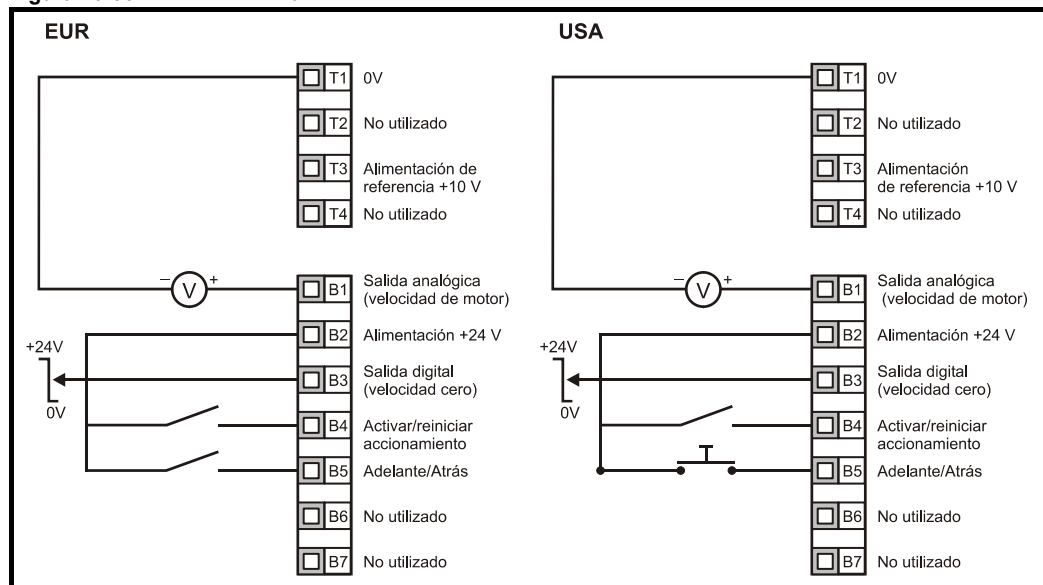 EUR
T1 0V
T2 No utilizado
T3 Alimentación de
referencia +10 V
T4 No utilizado
– V +
B1 Salida analógica
(velocidad de motor)
B2 Alimentación +24 V
+24V
0V
B3 Salida digital
(velocidad cero)
B4 Activar/reiniciar
accionamiento
B5 Adelante/Atrás
B6 No utilizado
B7 No utilizado
USA
T1 0V
T2 No utilizado
T3 Alimentación
de referencia +10 V
T4 No utilizado
– V +
B1 Salida analógica
(velocidad de motor)
B2 Alimentación +24 V
+24V
0V
B3 Salida digital
(velocidad cero)
B4 Activar/reiniciar
accionamiento
B5 Adelante/Atrás
B6 No utilizado
B7 No utilizado